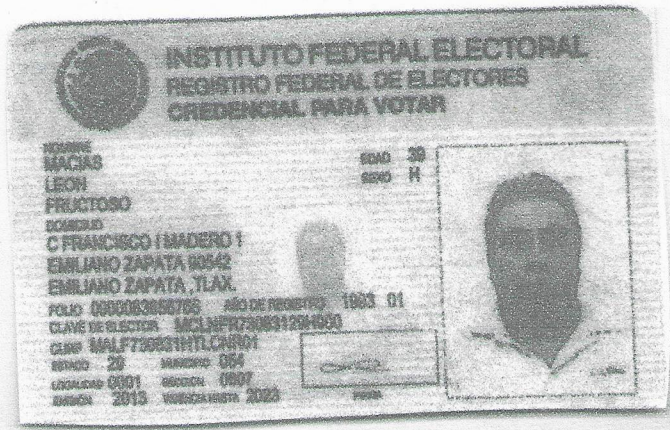 INSTITUTO FEDERAL ELECTORAL
REGISTRO FEDERAL DE ELECTORES
CREDENCIAL PARA VOTAR
NOMBRE
MACIAS
LEON
FRUCTOSO
EDAD 39
SEXO H
DOMICILIO
C FRANCISCO I MADERO 1
EMILIANO ZAPATA 90542
EMILIANO ZAPATA ,TLAX.
FOLIO AÑO DE REGISTRO 1993 01
CLAVE DE ELECTOR
CURP
ESTADO 29 MUNICIPIO
LOCALIDAD 0001 SECCION
EMISIÓN 2013 VIGENCIA HASTA 2023
FIRMA